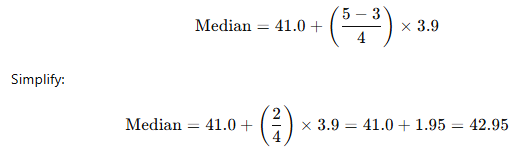 Median = 41.0 + ( (5 − 3) / 4 ) × 3.9
Simplify:
Median = 41.0 + ( 2 / 4 ) × 3.9 = 41.0 + 1.95 = 42.95